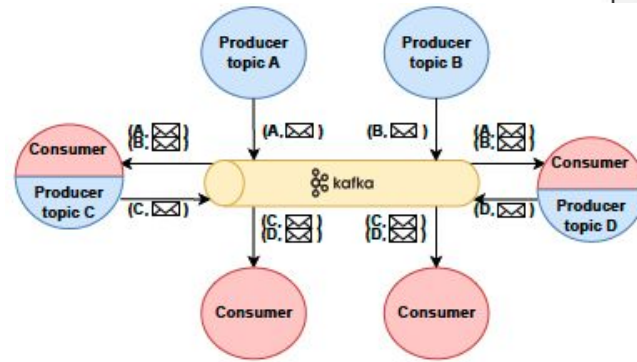 Producer
topic A
Producer
topic B
(A, )
(B, )
(A, )
(B, )
(A, )
(B, )
Consumer
Producer
topic C
kafka
Consumer
Producer
topic D
(C, )
(D, )
(C, )
(D, )
(C, )
(D, )
Consumer
Consumer